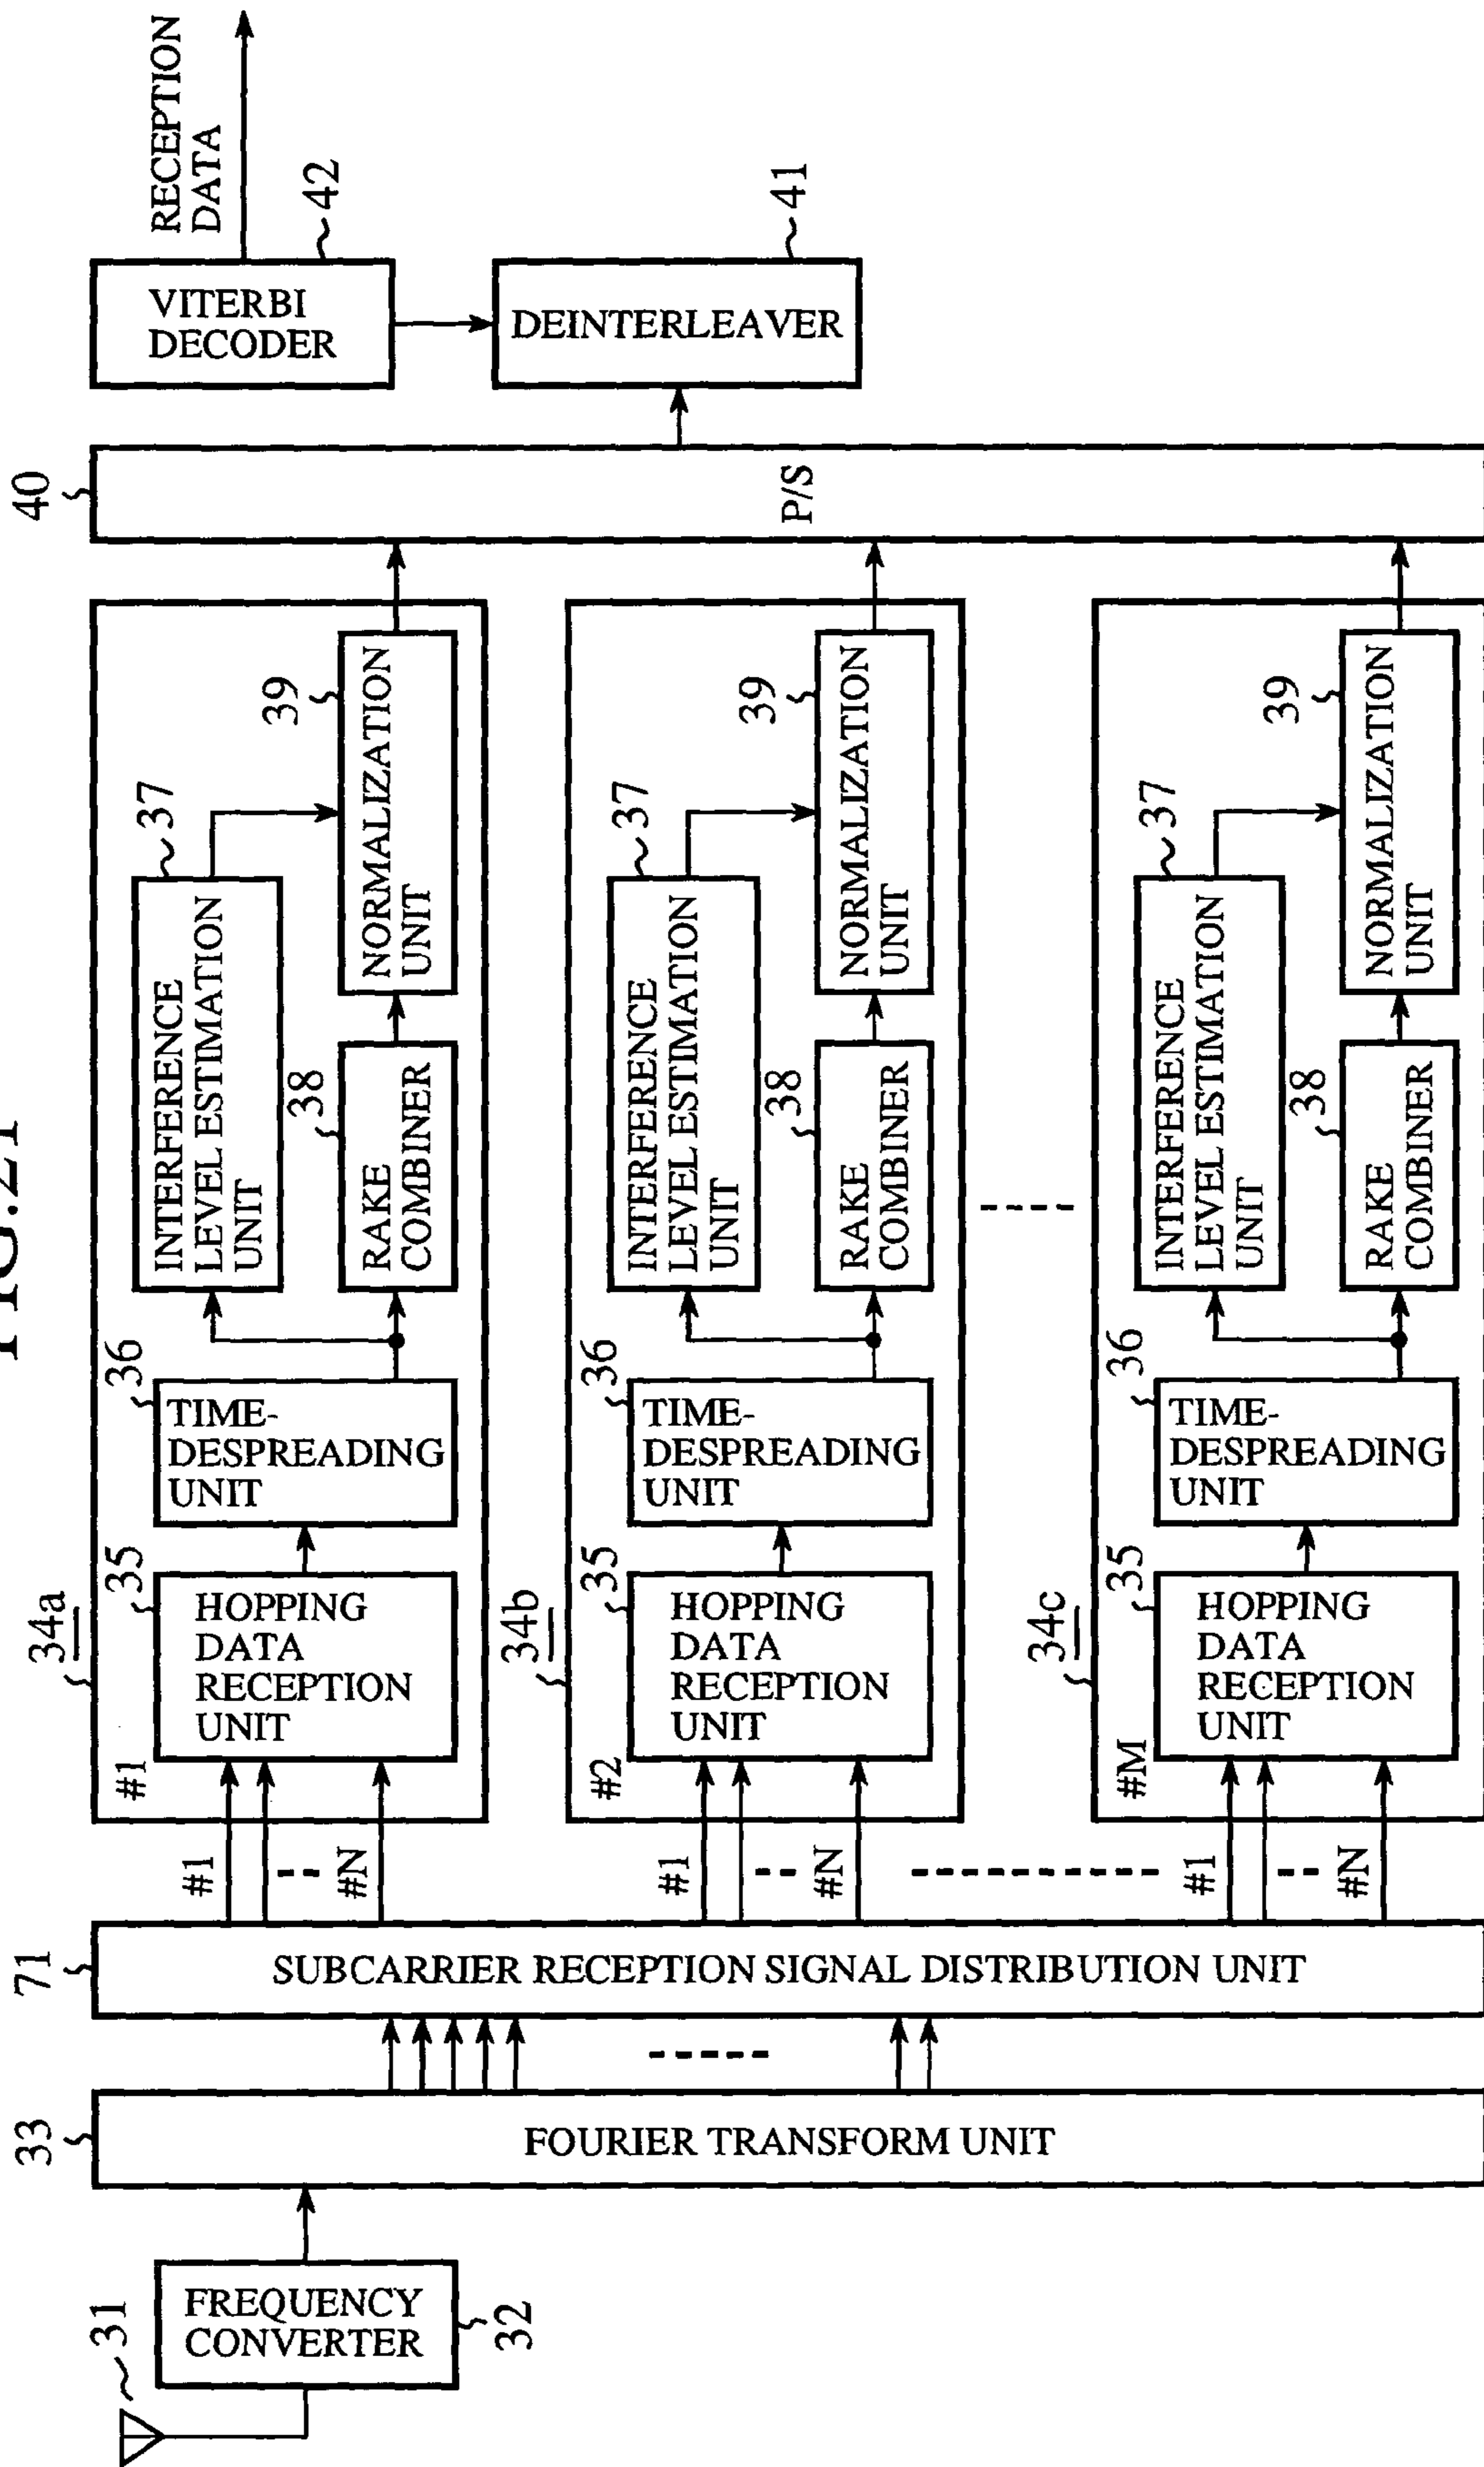 FIG.21
31
FREQUENCY
CONVERTER
32
33
FOURIER TRANSFORM UNIT
71
SUBCARRIER RECEPTION SIGNAL DISTRIBUTION UNIT
#1
#N
34a
#1
35
HOPPING
DATA
RECEPTION
UNIT
36
TIME-
DESPREADING
UNIT
37
INTERFERENCE
LEVEL ESTIMATION
UNIT
38
RAKE
COMBINER
39
NORMALIZATION
UNIT
#1
#N
34b
#2
35
HOPPING
DATA
RECEPTION
UNIT
36
TIME-
DESPREADING
UNIT
37
INTERFERENCE
LEVEL ESTIMATION
UNIT
38
RAKE
COMBINER
39
NORMALIZATION
UNIT
#1
#N
34c
#M
35
HOPPING
DATA
RECEPTION
UNIT
36
TIME-
DESPREADING
UNIT
37
INTERFERENCE
LEVEL ESTIMATION
UNIT
38
RAKE
COMBINER
39
NORMALIZATION
UNIT
40
P/S
DEINTERLEAVER
41
VITERBI
DECODER
42
RECEPTION
DATA